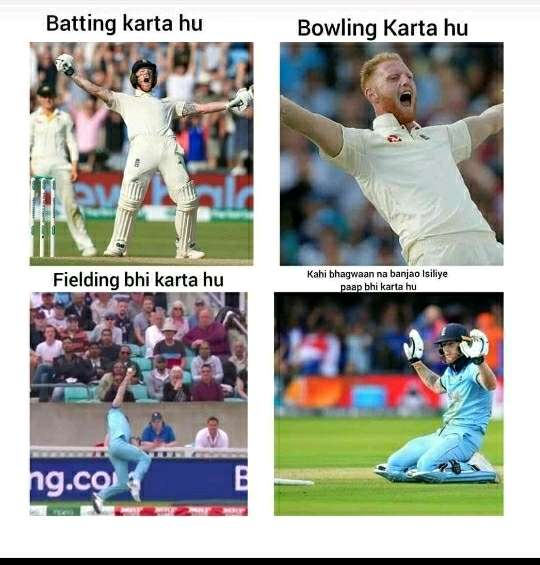 Batting karta hu
Bowling Karta hu
Fielding bhi karta hu
Kahi bhagwaan na banjao Isiliye
paap bhi karta hu
ng.co
B